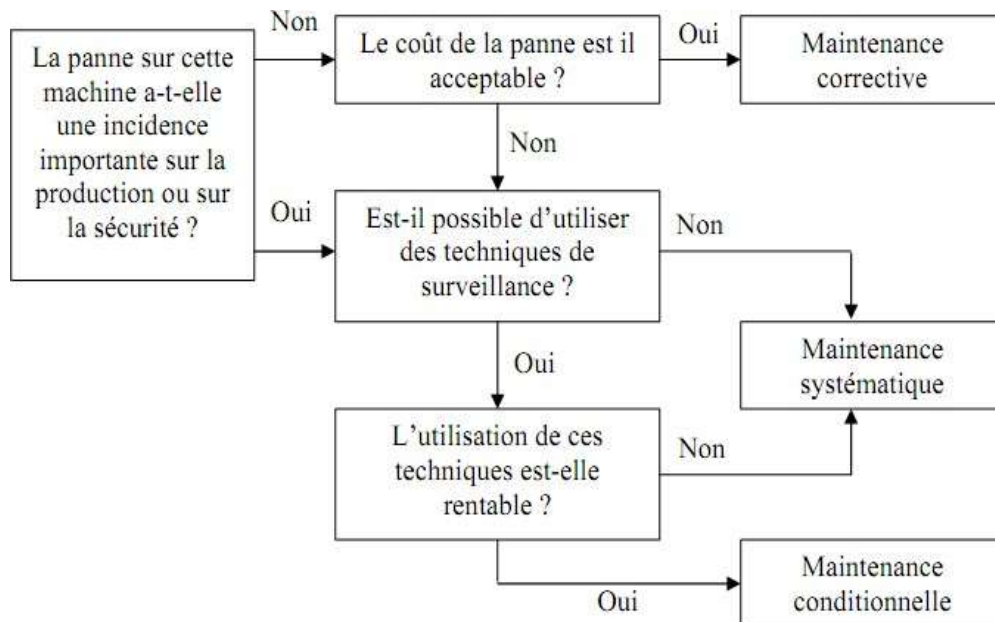 La panne sur cette
machine a-t-elle
une incidence
importante sur la
production ou sur
la sécurité ?
Non
Le coût de la panne est il
acceptable ?
Oui
Maintenance
corrective
Non
Oui
Est-il possible d’utiliser
des techniques de
surveillance ?
Non
Maintenance
systématique
Oui
L’utilisation de ces
techniques est-elle
rentable ?
Non
Oui
Maintenance
conditionnelle